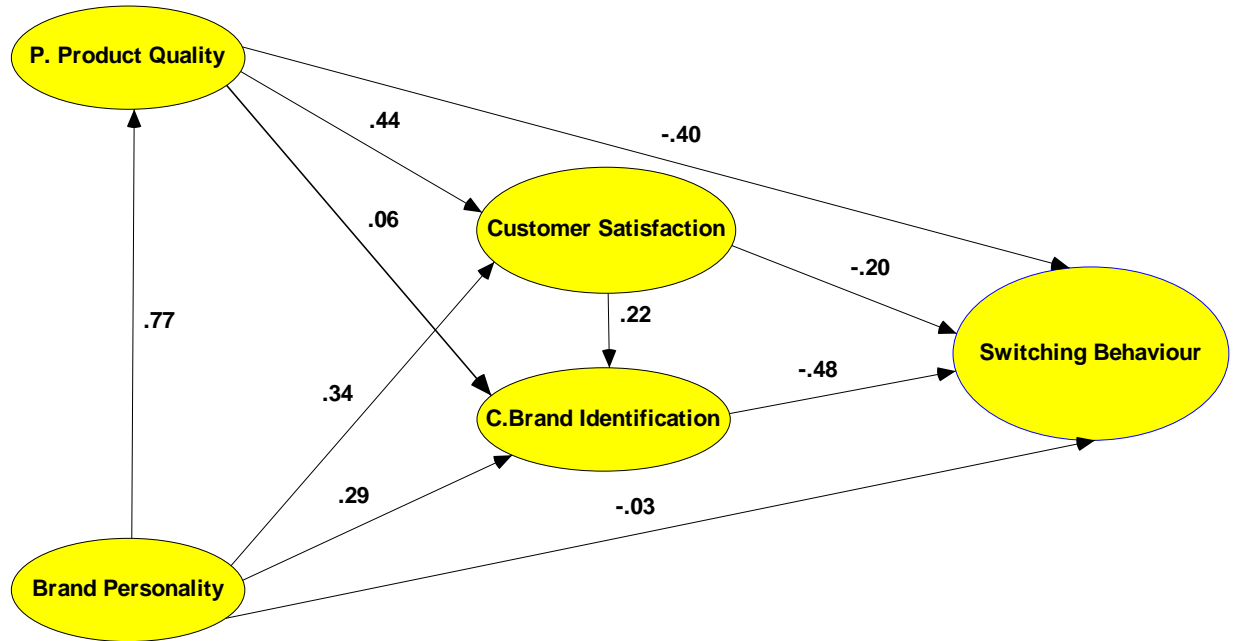 P. Product Quality
-.40
.44
Customer Satisfaction
.06
-.20
.77
.22
Switching Behaviour
-.48
.34
C.Brand Identification
.29
-.03
Brand Personality